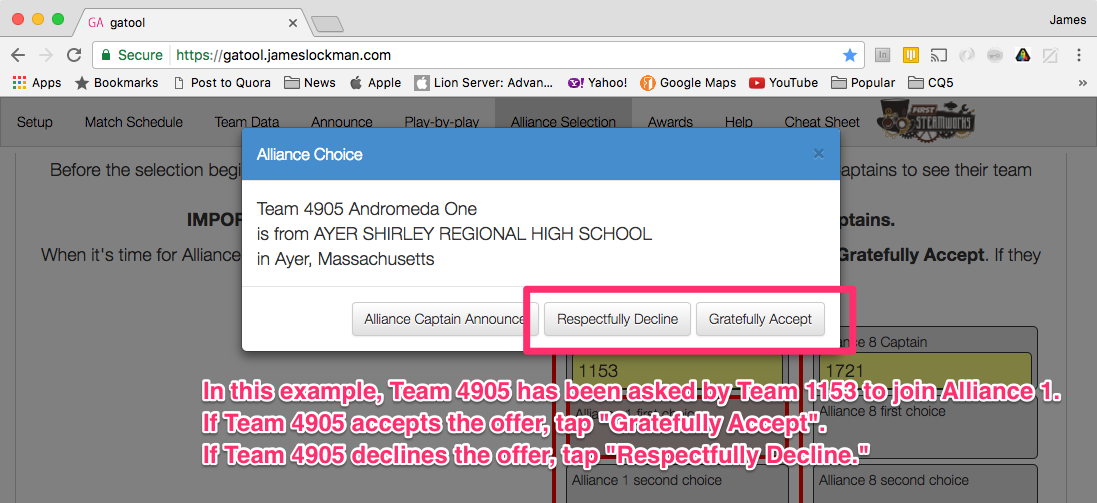 GA gatool
James
Secure https://gatool.jameslockman.com
Apps Bookmarks Post to Quora News Apple Lion Server: Advan... Yahoo! Google Maps YouTube Popular CQ5 »
Setup Match Schedule Team Data Announce Play-by-play Alliance Selection Awards Help Cheat Sheet FIRST STEAMWORKS
Alliance Choice ×
Before the selection begi aptains to see their team
IMPOR ptains.
When it's time for Alliance Gratefully Accept. If they
Team 4905 Andromeda One
is from AYER SHIRLEY REGIONAL HIGH SCHOOL
in Ayer, Massachusetts
Alliance Captain Announce Respectfully Decline Gratefully Accept
nce 8 Captain
1153 1721
In this example, Team 4905 has been asked by Team 1153 to join Alliance 1.
Alliance 1 first choice Alliance 8 first choice
If Team 4905 accepts the offer, tap "Gratefully Accept".
If Team 4905 declines the offer, tap "Respectfully Decline."
Alliance 1 second choice Alliance 8 second choice